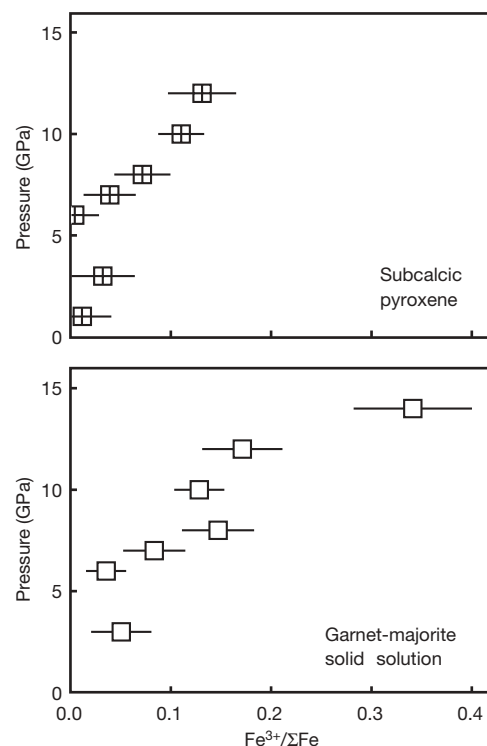 15
10
5
0
Pressure (GPa)
Subcalcic
pyroxene
15
10
5
0
Pressure (GPa)
Garnet-majorite
solid solution
0.0 0.1 0.2 0.3 0.4
Fe³⁺/ΣFe